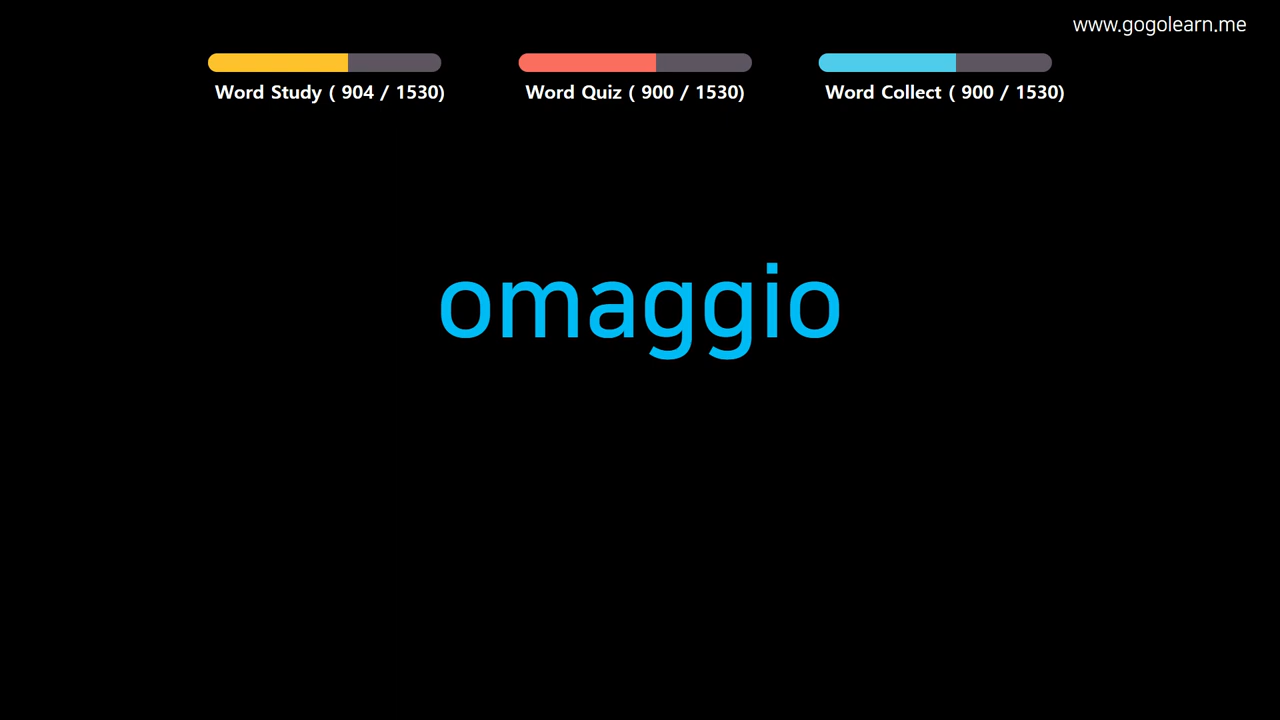 www.gogolearn.me
Word Study ( 904 / 1530)
Word Quiz ( 900 / 1530)
Word Collect ( 900 / 1530)
omaggio